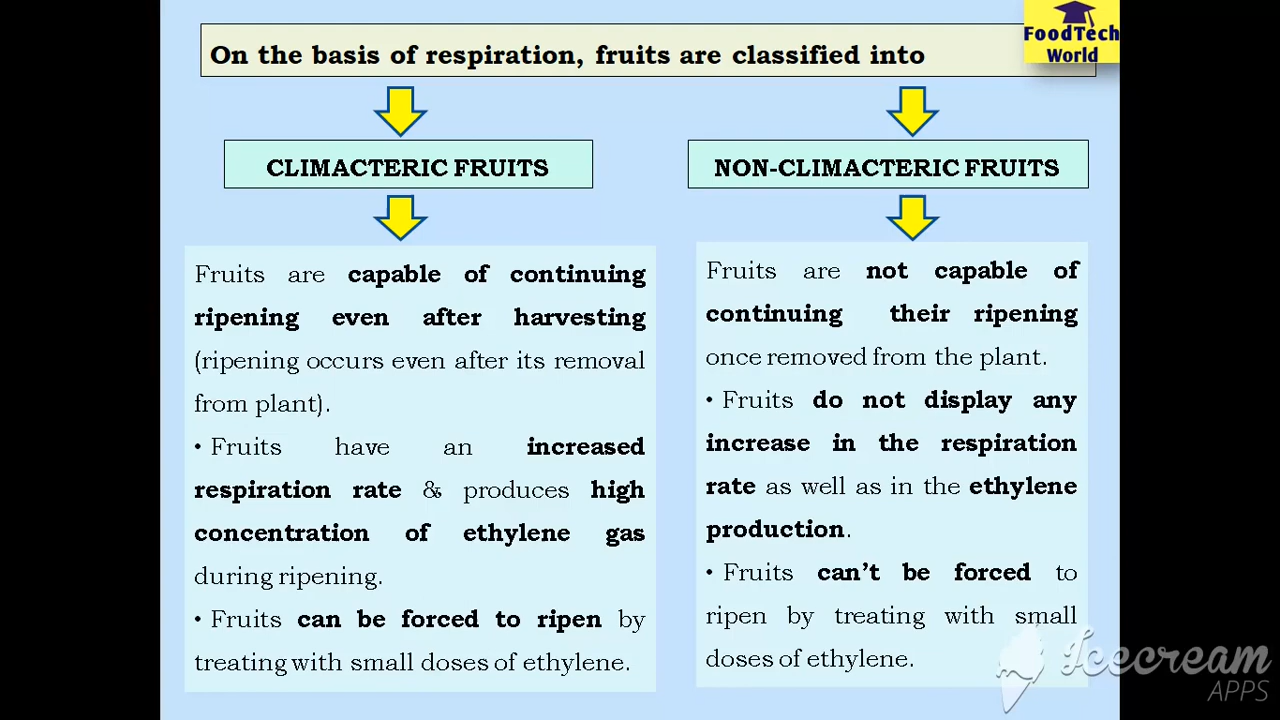 FoodTech
World
On the basis of respiration, fruits are classified into
CLIMACTERIC FRUITS
Fruits are capable of continuing
ripening even after harvesting
(ripening occurs even after its removal
from plant).
• Fruits have an increased
respiration rate & produces high
concentration of ethylene gas
during ripening.
• Fruits can be forced to ripen by
treating with small doses of ethylene.
NON-CLIMACTERIC FRUITS
Fruits are not capable of
continuing their ripening
once removed from the plant.
• Fruits do not display any
increase in the respiration
rate as well as in the ethylene
production.
• Fruits can't be forced to
ripen by treating with small
doses of ethylene.
Icecream
APPS